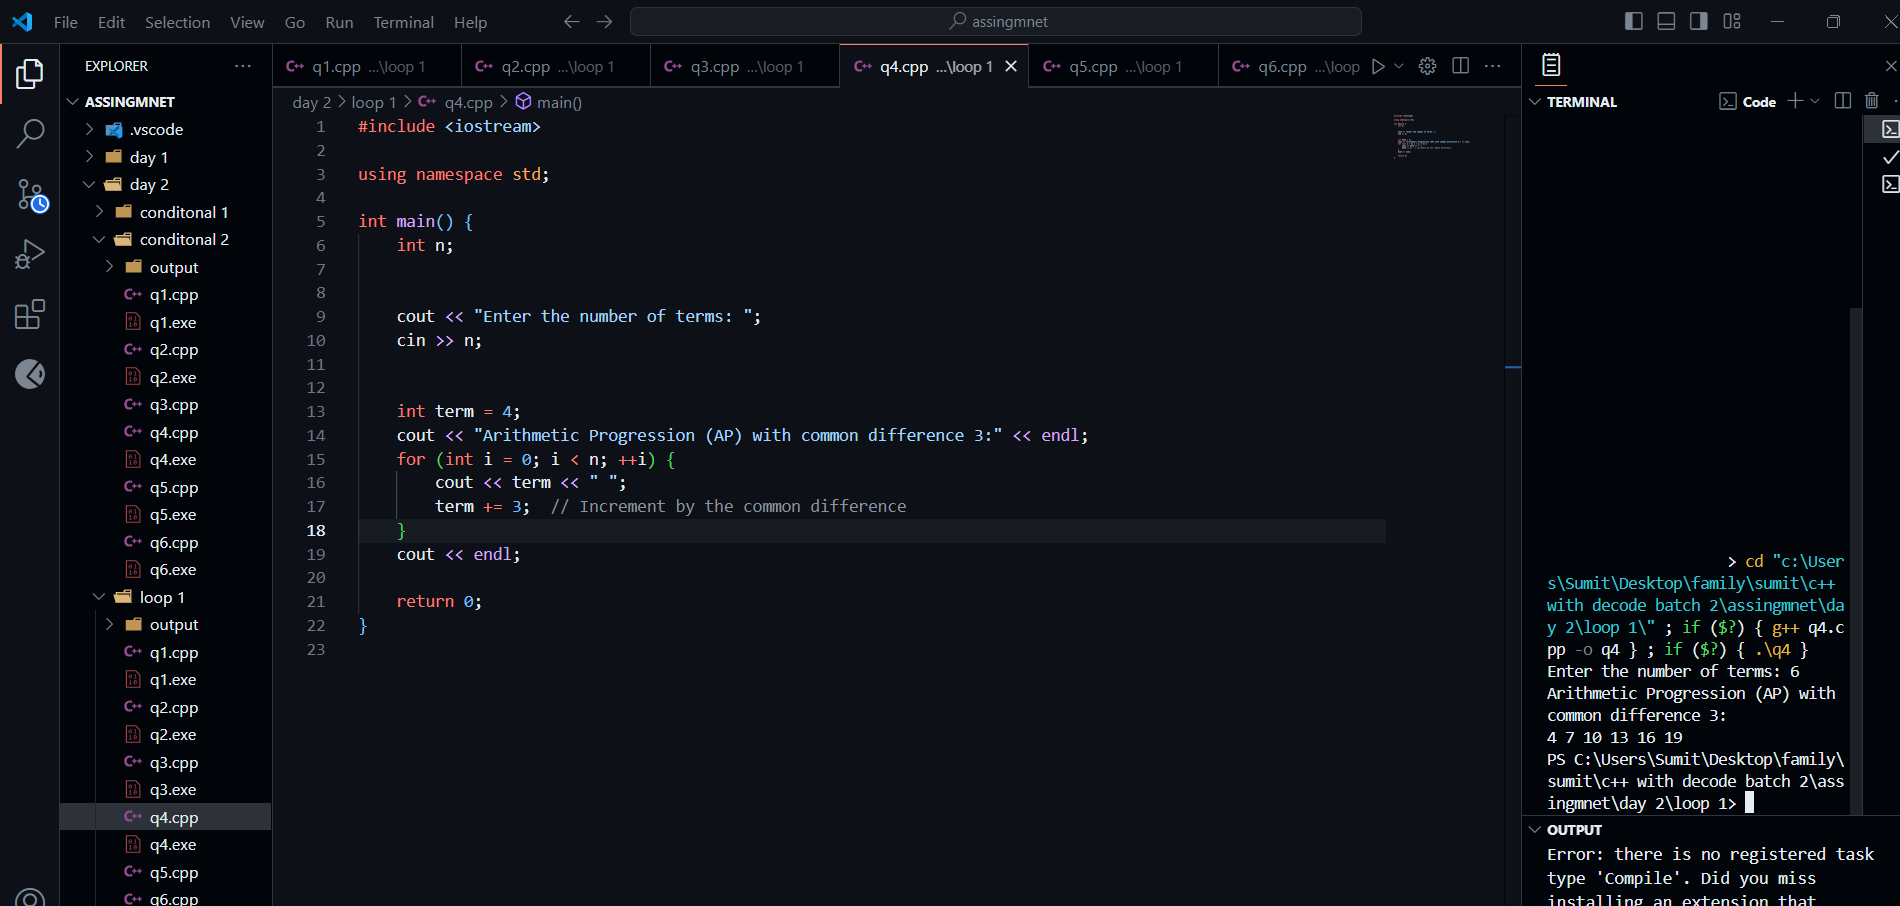 File Edit Selection View Go Run Terminal Help
assingmnet
EXPLORER
ASSINGMNET
.vscode
day 1
day 2
conditonal 1
conditonal 2
output
q1.cpp
q1.exe
q2.cpp
q2.exe
q3.cpp
q4.cpp
q4.exe
q5.cpp
q5.exe
q6.cpp
q6.exe
loop 1
output
q1.cpp
q1.exe
q2.cpp
q2.exe
q3.cpp
q3.exe
q4.cpp
q4.exe
q5.cpp
q6.cpp
q1.cpp ...\loop 1
q2.cpp ...\loop 1
q3.cpp ...\loop 1
q4.cpp ...\loop 1
q5.cpp ...\loop 1
q6.cpp ...\loop
day 2 > loop 1 > q4.cpp > main()
1 #include <iostream>
2
3 using namespace std;
4
5 int main() {
6 int n;
7
8
9 cout << "Enter the number of terms: ";
10 cin >> n;
11
12
13 int term = 4;
14 cout << "Arithmetic Progression (AP) with common difference 3:" << endl;
15 for (int i = 0; i < n; ++i) {
16 cout << term << " ";
17 term += 3; // Increment by the common difference
18 }
19 cout << endl;
20
21 return 0;
22 }
23
TERMINAL
Code
> cd "c:\User
s\Sumit\Desktop\family\sumit\c++
with decode batch 2\assingmnet\da
y 2\loop 1\" ; if ($?) { g++ q4.c
pp -o q4 } ; if ($?) { .\q4 }
Enter the number of terms: 6
Arithmetic Progression (AP) with
common difference 3:
4 7 10 13 16 19
PS C:\Users\Sumit\Desktop\family\
sumit\c++ with decode batch 2\ass
ingmnet\day 2\loop 1>
OUTPUT
Error: there is no registered task
type 'Compile'. Did you miss
installing an extension that